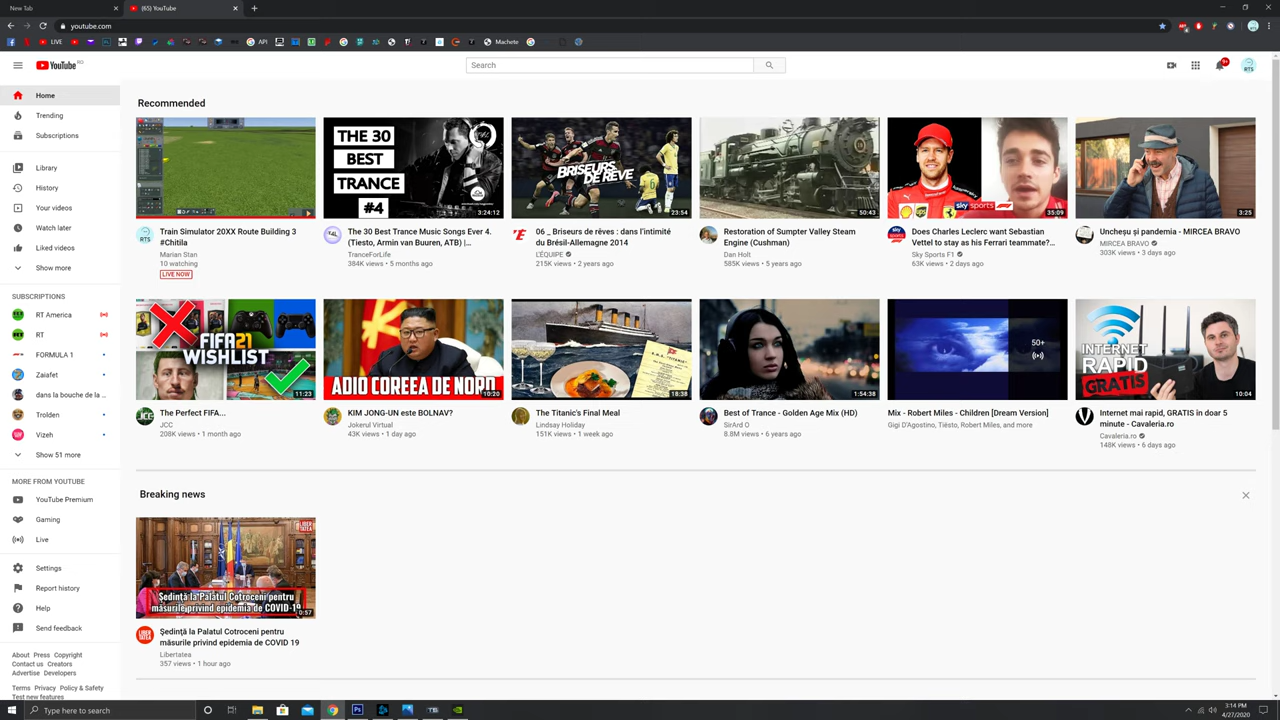 New Tab
(65) YouTube
youtube.com
LIVE
API
Machete
YouTube RO
Search
9+
RTS
Home
Trending
Subscriptions
Library
History
Your videos
Watch later
Liked videos
Show more
SUBSCRIPTIONS
RT America
RT
FORMULA 1
Zaiafet
dans la bouche de la ...
Trolden
Vizeh
Show 51 more
MORE FROM YOUTUBE
YouTube Premium
Gaming
Live
Settings
Report history
Help
Send feedback
About Press Copyright
Contact us Creators
Advertise Developers
Terms Privacy Policy & Safety
Test new features
Recommended
RTS
Train Simulator 20XX Route Building 3
#Chitila
Marian Stan
10 watching
LIVE NOW
THE 30
BEST
TRANCE
#4
3:24:12
The 30 Best Trance Music Songs Ever 4.
(Tiesto, Armin van Buuren, ATB) |...
TranceForLife
384K views • 5 months ago
BRISEURS
DE RÊVE
23:54
06 _ Briseurs de rêves : dans l'intimité
du Brésil-Allemagne 2014
L'ÉQUIPE
215K views • 2 years ago
50:43
Restoration of Sumpter Valley Steam
Engine (Cushman)
Dan Holt
585K views • 5 years ago
sky sports F1
35:09
Does Charles Leclerc want Sebastian
Vettel to stay as his Ferrari teammate?...
Sky Sports F1
63K views • 2 days ago
3:25
Uncheșu și pandemia - MIRCEA BRAVO
MIRCEA BRAVO
303K views • 3 days ago
FIFA 21
WISHLIST
11:23
JCC
The Perfect FIFA...
JCC
208K views • 1 month ago
ADIO COREEA DE NORD
10:20
KIM JONG-UN este BOLNAV?
Jokerul Virtual
43K views • 1 day ago
18:38
The Titanic's Final Meal
Lindsay Holiday
151K views • 1 week ago
1:54:38
Best of Trance - Golden Age Mix (HD)
SirArd O
8.8M views • 6 years ago
50+
Mix - Robert Miles - Children [Dream Version]
Gigi D'Agostino, Tiësto, Robert Miles, and more
INTERNET
RAPID
GRATIS
10:04
Internet mai rapid, GRATIS în doar 5
minute - Cavaleria.ro
Cavaleria.ro
148K views • 6 days ago
Breaking news
LIBERTATEA
Ședință la Palatul Cotroceni pentru
măsurile privind epidemia de COVID-19
0:57
LIBERTATEA
Ședință la Palatul Cotroceni pentru
măsurile privind epidemia de COVID 19
Libertatea
357 views • 1 hour ago
Type here to search
3:14 PM
4/27/2020